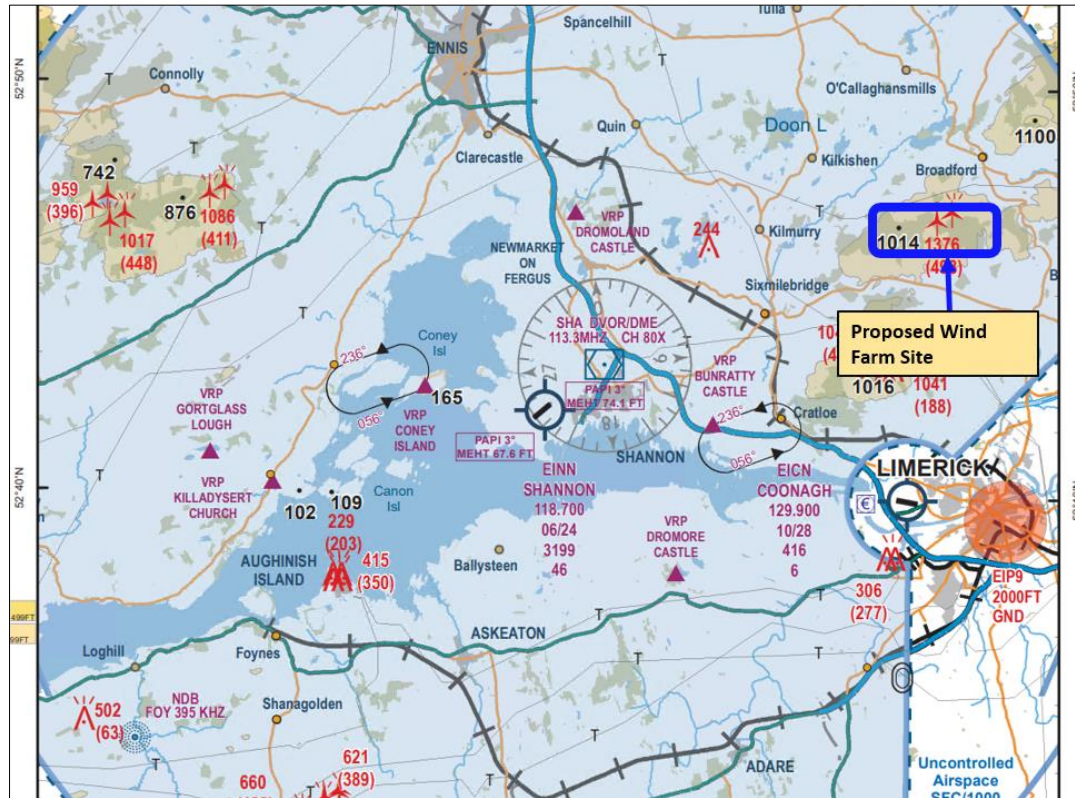 Spancelhill
Tulla
ENNIS
52°50'N
T
Connolly
O'Callaghansmills
Quin
Doon L
1100
Clarecastle
Kilkishen
Broadford
742
959
(396)
876
1086
(411)
1017
(448)
VRP
DROMOLAND
CASTLE
244
Kilmurry
1014
1376
NEWMARKET
ON
FERGUS
Sixmilebridge
Proposed Wind
Farm Site
Coney
Isl
SHA DVOR/DME
113.3MHZ CH 80X
236°
056°
VRP
CONEY
ISLAND
165
PAPI 3°
MEHT 74.1 FT
18
VRP
BUNRATTY
CASTLE
236°
056°
1016
1041
(188)
Cratloe
VRP
GORTGLASS
LOUGH
PAPI 3°
MEHT 67.6 FT
SHANNON
LIMERICK
€
52°40'N
VRP
KILLADYSERT
CHURCH
102
109
229
(203)
Canon
Isl
EINN
SHANNON
118.700
06/24
3199
46
EICN
COONAGH
129.900
10/28
416
6
VRP
DROMORE
CASTLE
AUGHINISH
ISLAND
415
(350)
Ballysteen
306
(277)
EIP9
2000FT
GND
499FT
99FT
Loghill
Foynes
ASKEATON
NDB
FOY 395 KHZ
Shanagolden
502
(63)
621
(389)
660
ADARE
Uncontrolled
Airspace
SFC/1000